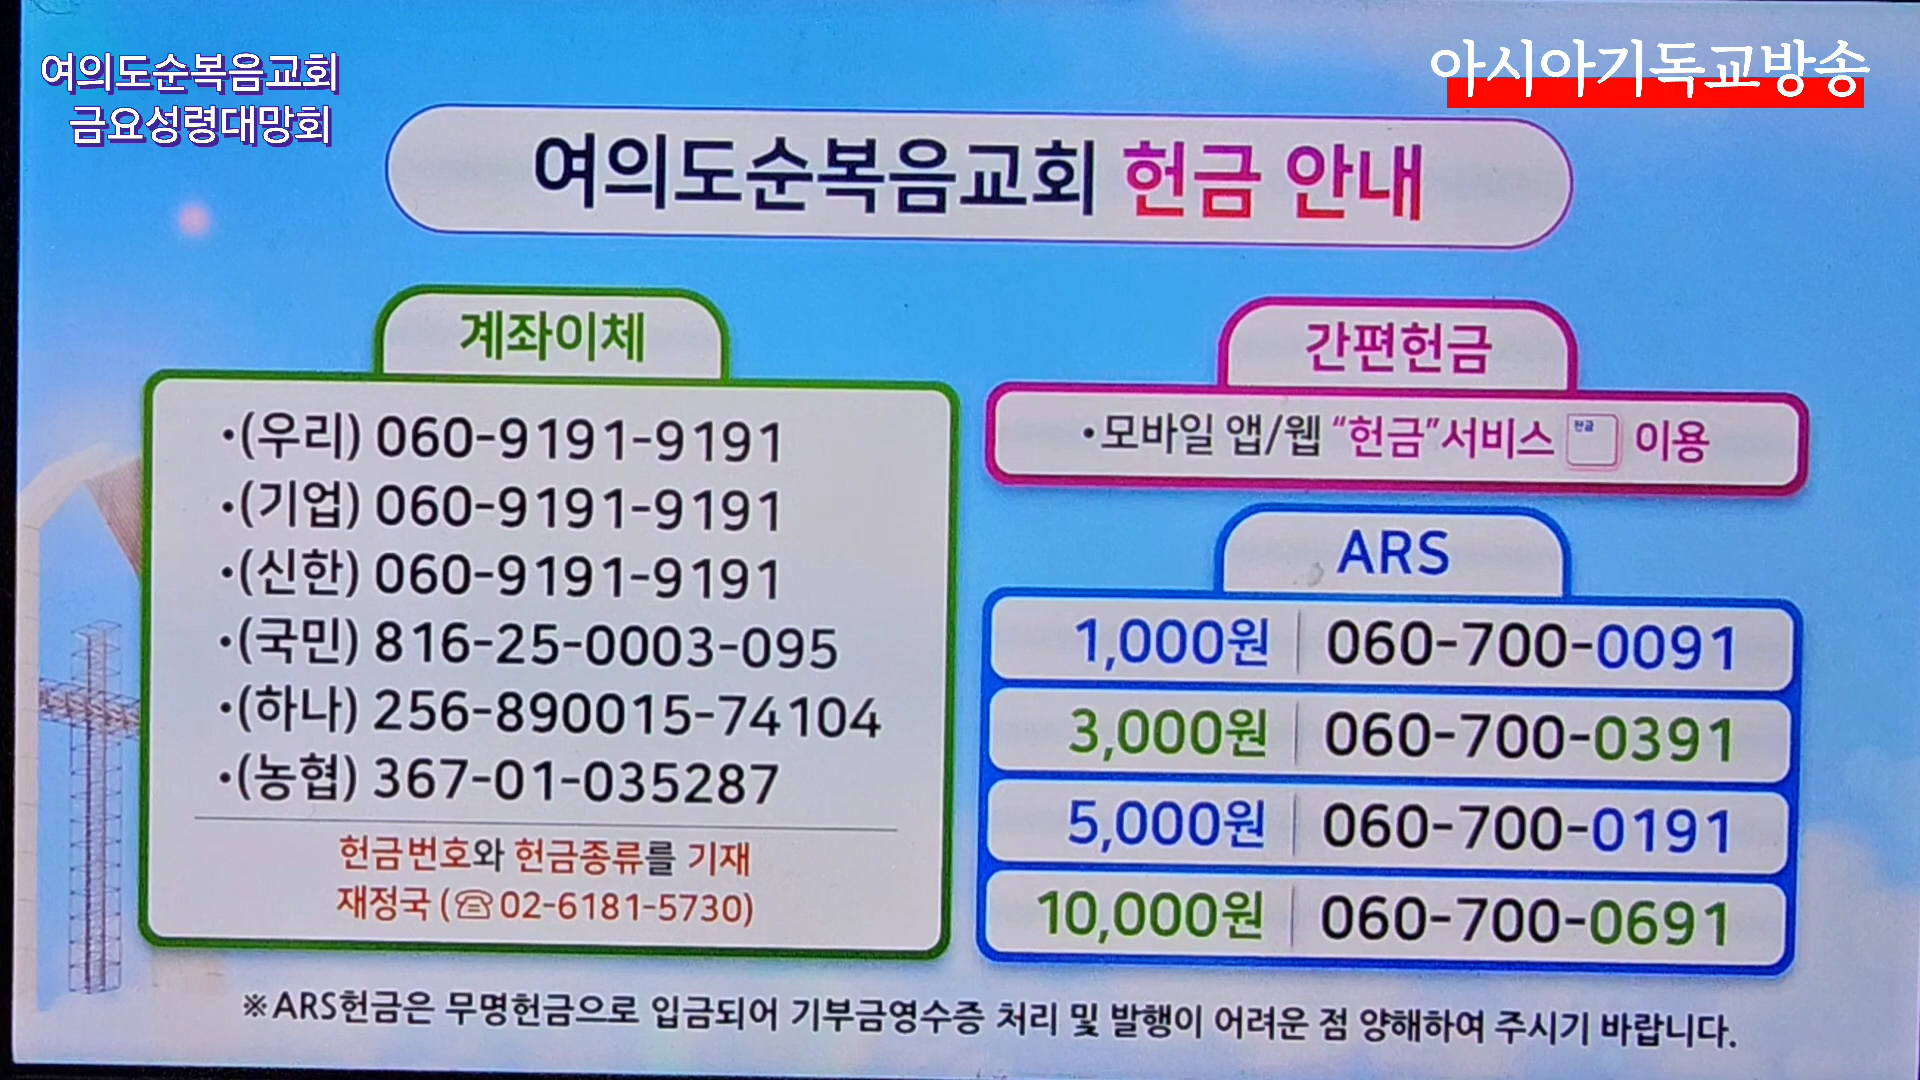 여의도순복음교회
금요성령대망회
아시아기독교방송
여의도순복음교회 헌금 안내
계좌이체
•(우리) 060-9191-9191
•(기업) 060-9191-9191
•(신한) 060-9191-9191
•(국민) 816-25-0003-095
•(하나) 256-890015-74104
•(농협) 367-01-035287
헌금번호와 헌금종류를 기재
재정국 (☏02-6181-5730)
간편헌금
•모바일 앱/웹 “헌금”서비스 헌금 이용
ARS
1,000원 060-700-0091
3,000원 060-700-0391
5,000원 060-700-0191
10,000원 060-700-0691
※ARS헌금은 무명헌금으로 입금되어 기부금영수증 처리 및 발행이 어려운 점 양해하여 주시기 바랍니다.